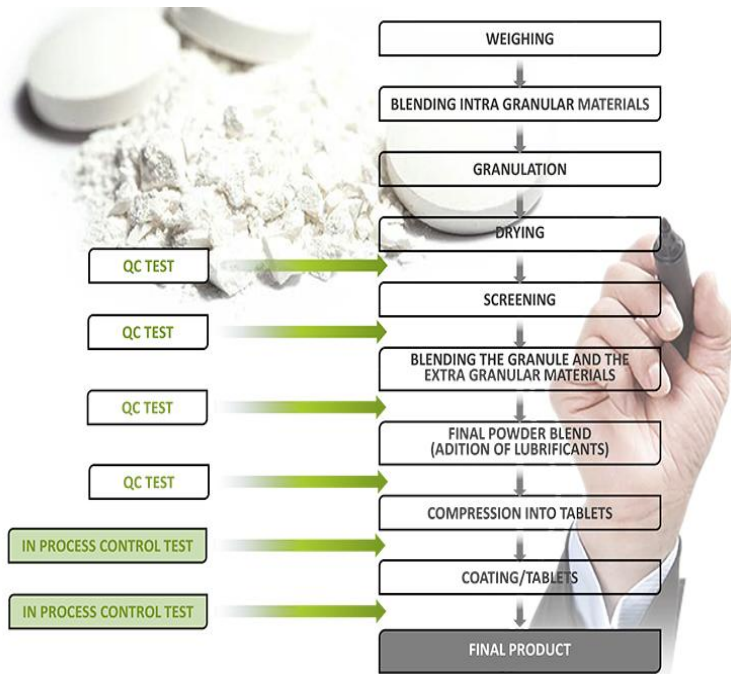 WEIGHING
BLENDING INTRA GRANULAR MATERIALS
GRANULATION
DRYING
QC TEST
SCREENING
QC TEST
BLENDING THE GRANULE AND THE
EXTRA GRANULAR MATERIALS
QC TEST
FINAL POWDER BLEND
(ADITION OF LUBRIFICANTS)
QC TEST
COMPRESSION INTO TABLETS
IN PROCESS CONTROL TEST
COATING/TABLETS
IN PROCESS CONTROL TEST
FINAL PRODUCT